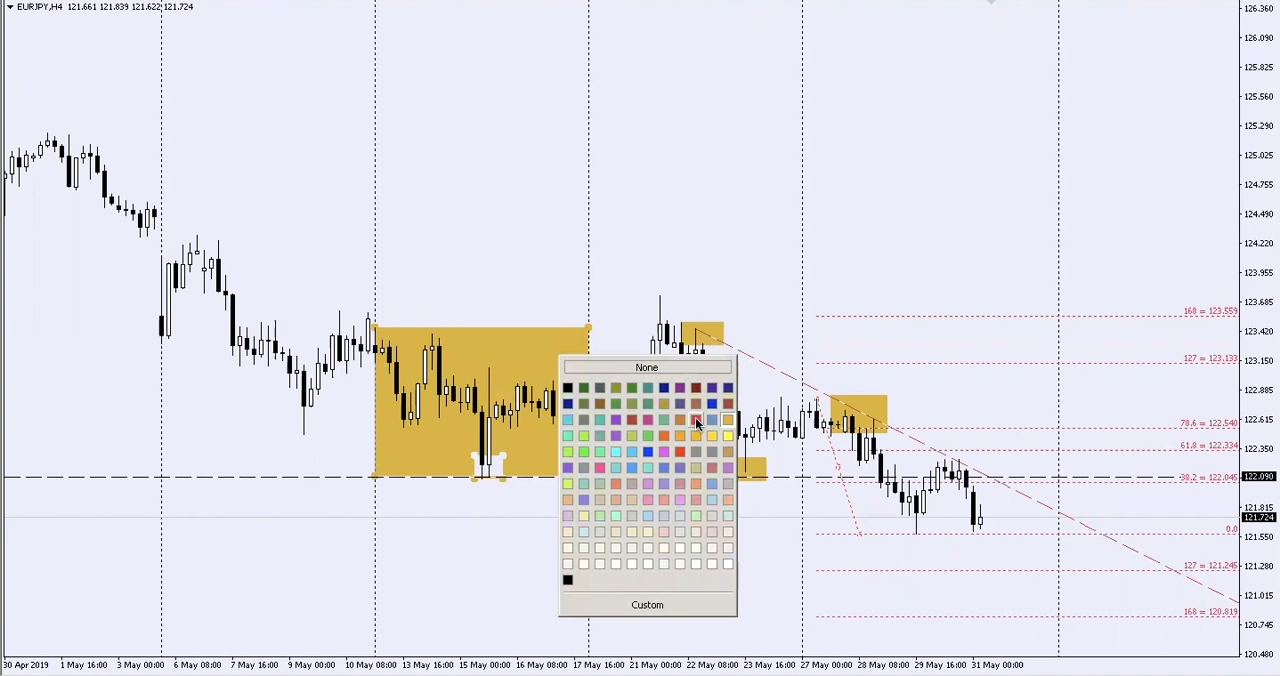 EURJPY,H4 121.661 121.839 121.622 121.724
126.360
126.090
125.825
125.560
125.290
125.025
124.755
124.490
124.220
123.955
123.685
123.420
123.150
122.885
122.615
122.350
122.090
121.815
121.724
121.550
121.280
121.015
120.745
120.480
168 = 123.559
127 = 123.133
78.6 = 122.540
61.8 = 122.334
38.2 = 122.045
0.0
127 = 121.245
168 = 120.819
None
Custom
30 Apr 2019 1 May 16:00 3 May 00:00 6 May 08:00 7 May 16:00 9 May 00:00 10 May 08:00 13 May 16:00 15 May 00:00 16 May 08:00 17 May 16:00 21 May 00:00 22 May 08:00 23 May 16:00 27 May 00:00 28 May 08:00 29 May 16:00 31 May 00:00